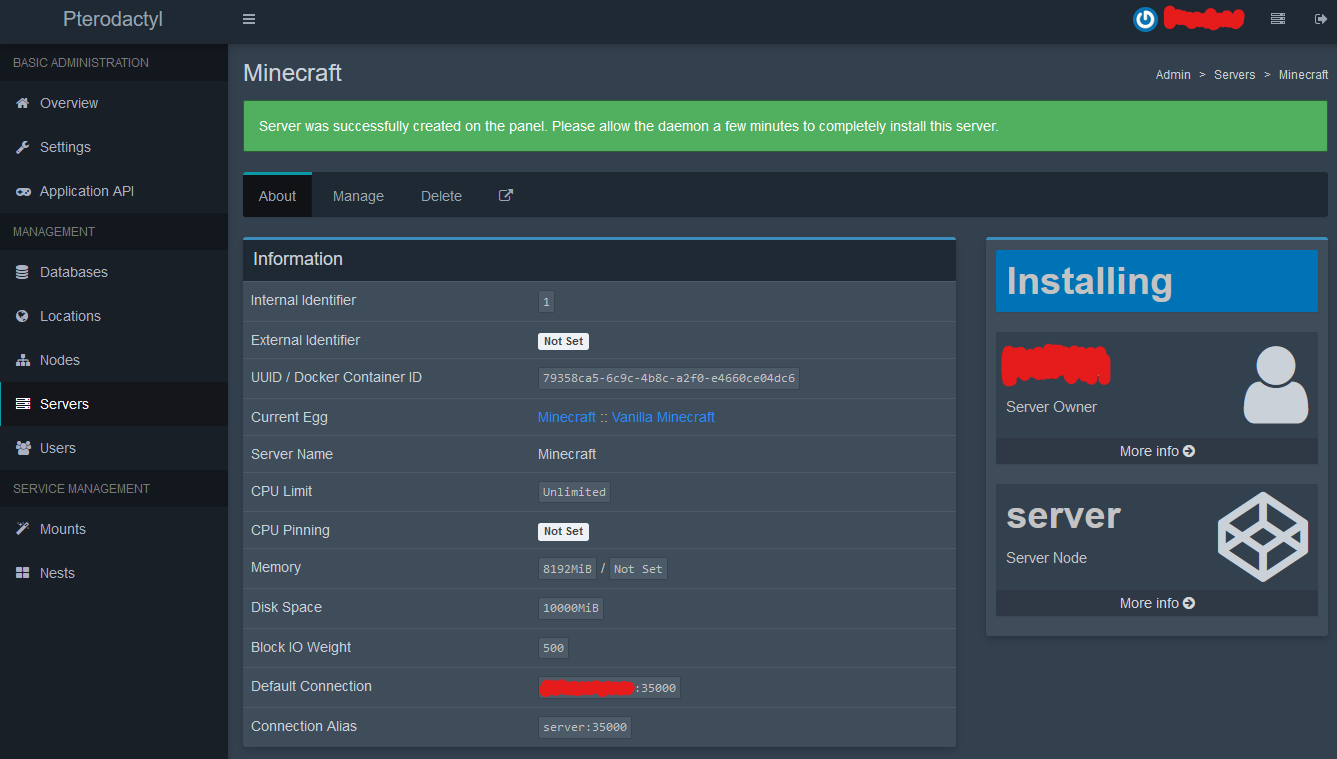 Pterodactyl
BASIC ADMINISTRATION
Overview
Settings
Application API
MANAGEMENT
Databases
Locations
Nodes
Servers
Users
SERVICE MANAGEMENT
Mounts
Nests
Minecraft
Admin > Servers > Minecraft
Server was successfully created on the panel. Please allow the daemon a few minutes to completely install this server.
About Manage Delete
Information
Internal Identifier 1
External Identifier Not Set
UUID / Docker Container ID 79358ca5-6c9c-4b8c-a2f0-e4660ce04dc6
Current Egg Minecraft :: Vanilla Minecraft
Server Name Minecraft
CPU Limit Unlimited
CPU Pinning Not Set
Memory 8192MiB / Not Set
Disk Space 10000MiB
Block IO Weight 500
Default Connection :35000
Connection Alias server:35000
Installing
Server Owner
More info
server
Server Node
More info